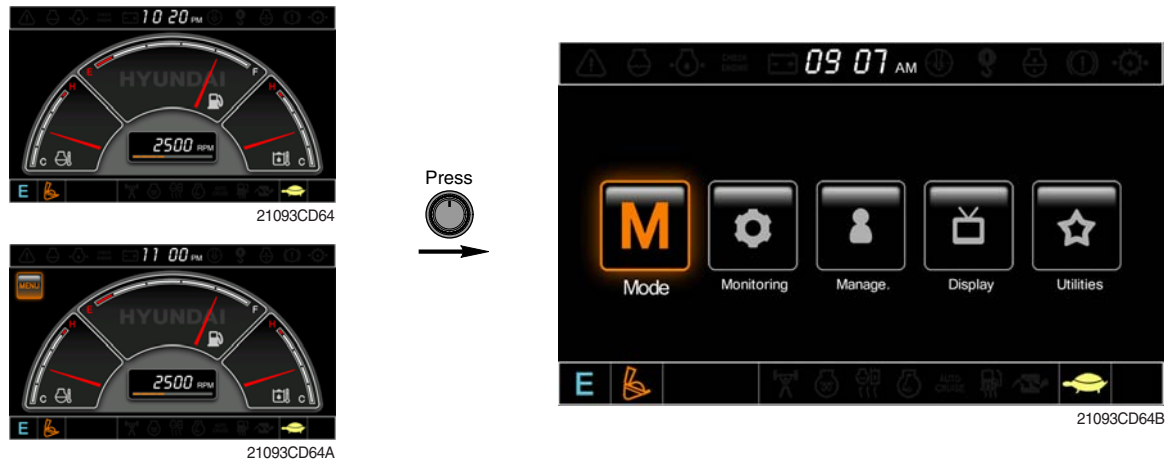 10 20 PM
E
HYUNDAI
F
H
H
2500 RPM
C
C
E
21093CD64
11 00 PM
MENU
E
HYUNDAI
F
H
H
2500 RPM
C
C
E
21093CD64A
Press
CHECK ENGINE
09 07 AM
M
Mode
Monitoring
Manage.
Display
Utilities
E
AUTO CRUISE
21093CD64B